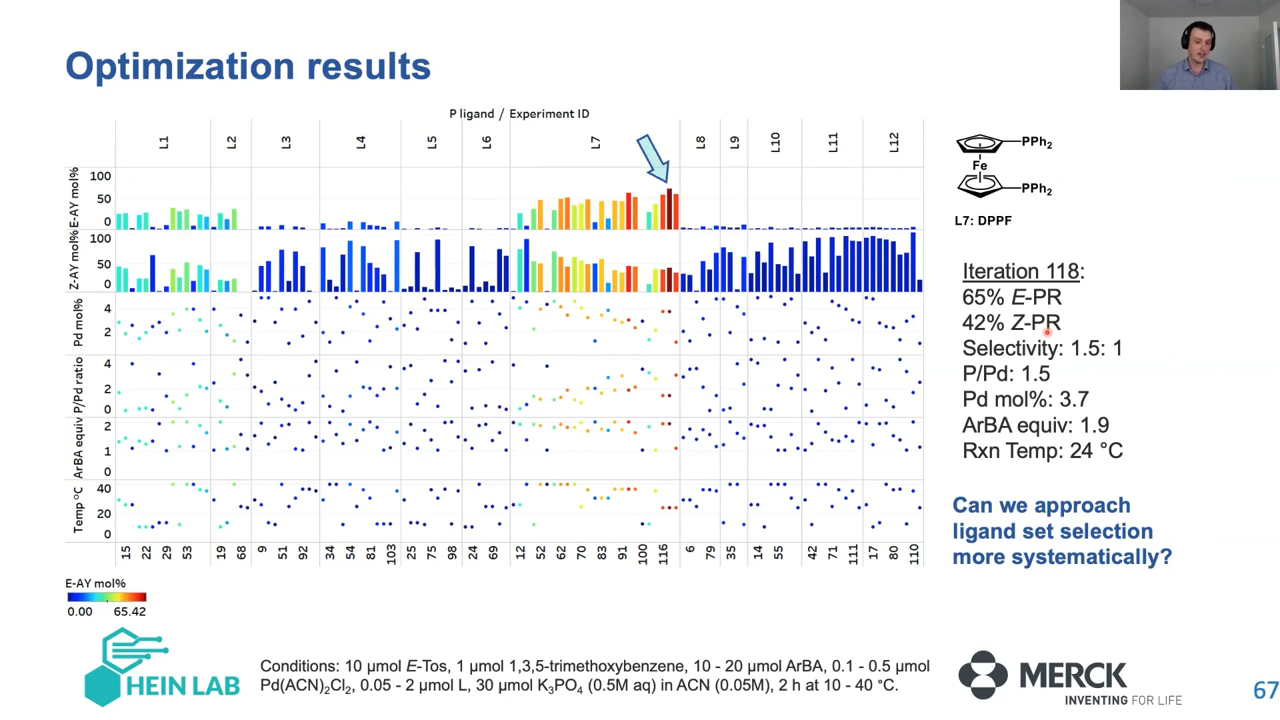 Optimization results
P ligand / Experiment ID
L1
L2
L3
L4
L5
L6
L7
L8
L9
L10
L11
L12
E-AY mol%
100
50
0
Z-AY mol%
100
50
0
Pd mol%
4
2
P/Pd ratio
4
2
0
ArBA equiv
2
1
0
Temp ºC
40
20
0
15 22 29 53 19 68 9 51 92 34 54 81 103 25 75 98 24 69 12 52 62 70 83 91 100 116 6 79 35 14 55 42 71 111 17 80 110
E-AY mol%
0.00 65.42
PPh2
Fe
PPh2
L7: DPPF
Iteration 118:
65% E-PR
42% Z-PR
Selectivity: 1.5: 1
P/Pd: 1.5
Pd mol%: 3.7
ArBA equiv: 1.9
Rxn Temp: 24 °C
Can we approach
ligand set selection
more systematically?
HEIN LAB
Conditions: 10 µmol E-Tos, 1 µmol 1,3,5-trimethoxybenzene, 10 - 20 µmol ArBA, 0.1 - 0.5 µmol
Pd(ACN)2Cl2, 0.05 - 2 µmol L, 30 µmol K3PO4 (0.5M aq) in ACN (0.05M), 2 h at 10 - 40 °C.
MERCK
INVENTING FOR LIFE
67